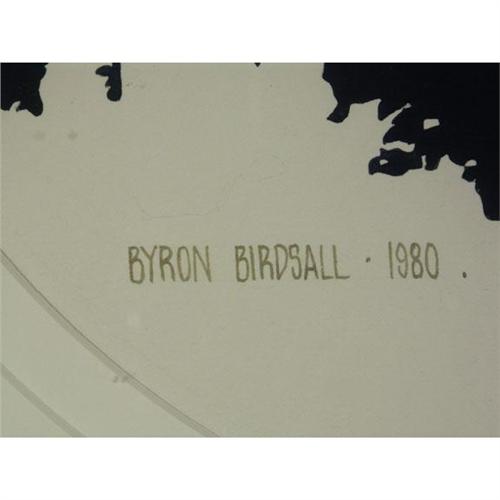 BYRON BIRDSALL · 1980 .